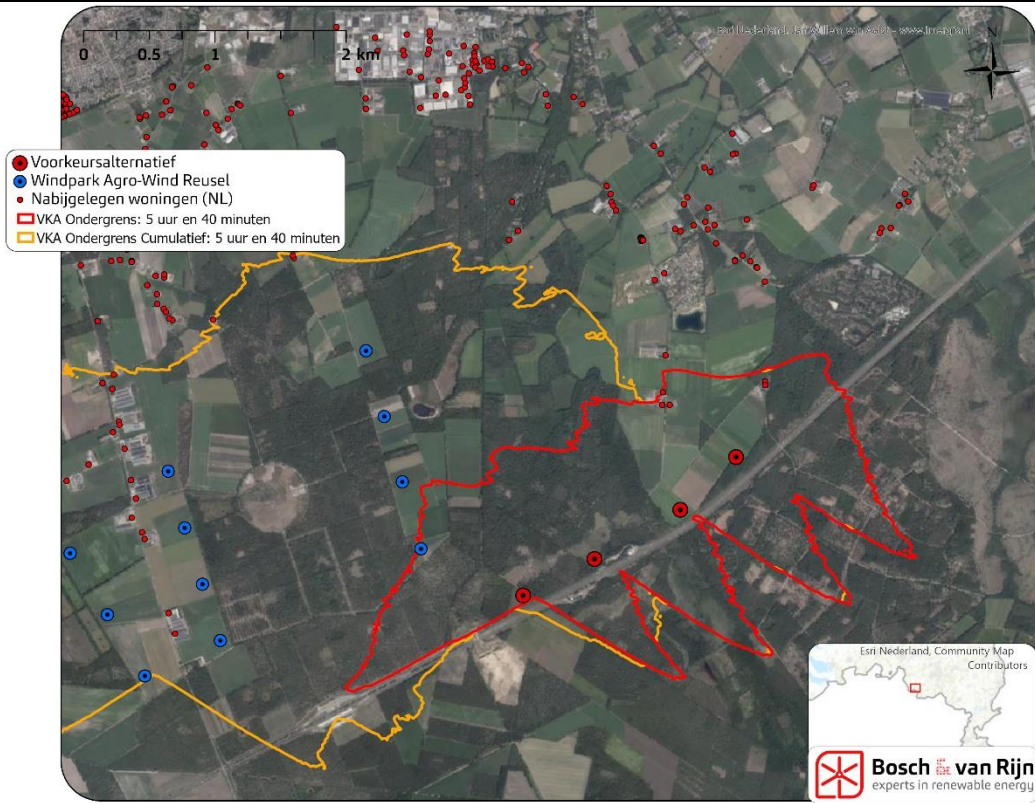 0 0.5 1 2 km
N
Voorkeursalternatief
Windpark Agro-Wind Reusel
Nabijgelegen woningen (NL)
VKA Ondergrens: 5 uur en 40 minuten
VKA Ondergrens Cumulatief: 5 uur en 40 minuten
Esri Nederland, Community Map
Contributors
Bosch & van Rijn
experts in renewable energy